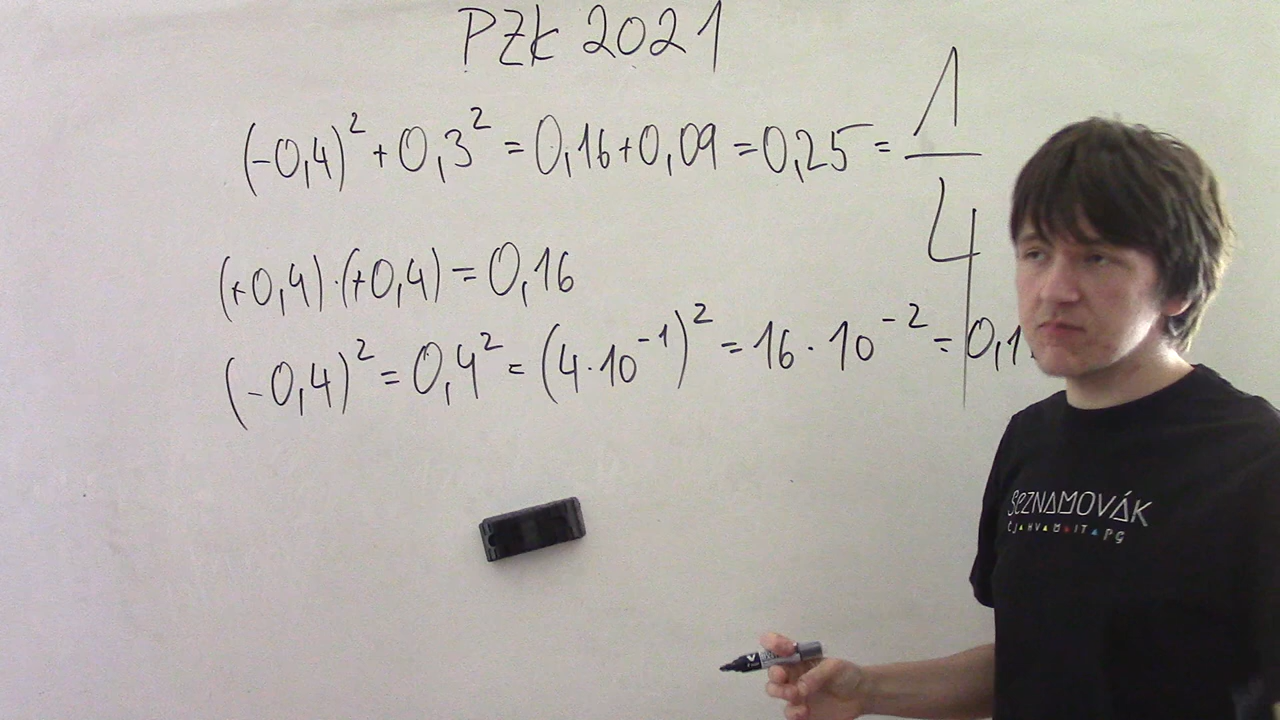 PZK 2021
(-0,4)² + 0,3² = 0,16 + 0,09 = 0,25 = 1/4
(+0,4)·(+0,4) = 0,16
(-0,4)² = 0,4² = (4·10⁻¹)² = 16·10⁻² = 0,1
SEZNAMOVÁK